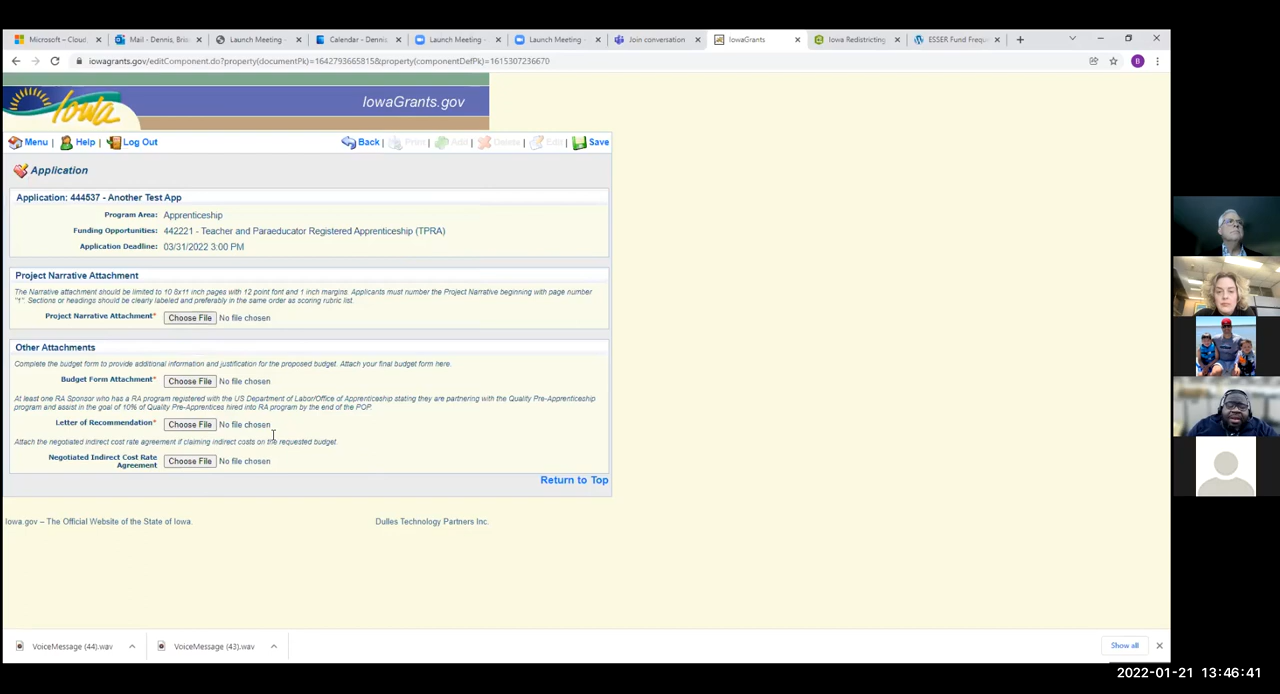 Microsoft – Cloud,
Mail - Dennis, Bris
Launch Meeting -
Calendar - Dennis
Launch Meeting -
Launch Meeting -
Join conversation
IowaGrants
Iowa Redistricting
ESSER Fund Frequ
iowagrants.gov/editComponent.do?property(documentPk)=1642793665815&property(componentDefPk)=1615307236670
B
Iowa
IowaGrants.gov
Menu | Help | Log Out
Back | Print | Add | Delete | Edit | Save
Application
Application: 444537 - Another Test App
Program Area: Apprenticeship
Funding Opportunities: 442221 - Teacher and Paraeducator Registered Apprenticeship (TPRA)
Application Deadline: 03/31/2022 3:00 PM
Project Narrative Attachment
The Narrative attachment should be limited to 10 8x11 inch pages with 12 point font and 1 inch margins. Applicants must number the Project Narrative beginning with page number
"1". Sections or headings should be clearly labeled and preferably in the same order as scoring rubric list.
Project Narrative Attachment* Choose File No file chosen
Other Attachments
Complete the budget form to provide additional information and justification for the proposed budget. Attach your final budget form here.
Budget Form Attachment* Choose File No file chosen
At least one RA Sponsor who has a RA program registered with the US Department of Labor/Office of Apprenticeship stating they are partnering with the Quality Pre-Apprenticeship
program and assist in the goal of 10% of Quality Pre-Apprentices hired into RA program by the end of the POP.
Letter of Recommendation* Choose File No file chosen
Attach the negotiated indirect cost rate agreement if claiming indirect costs on the requested budget.
Negotiated Indirect Cost Rate
Agreement Choose File No file chosen
Return to Top
Iowa.gov – The Official Website of the State of Iowa.
Dulles Technology Partners Inc.
VoiceMessage (44).wav
VoiceMessage (43).wav
Show all
2022-01-21 13:46:41